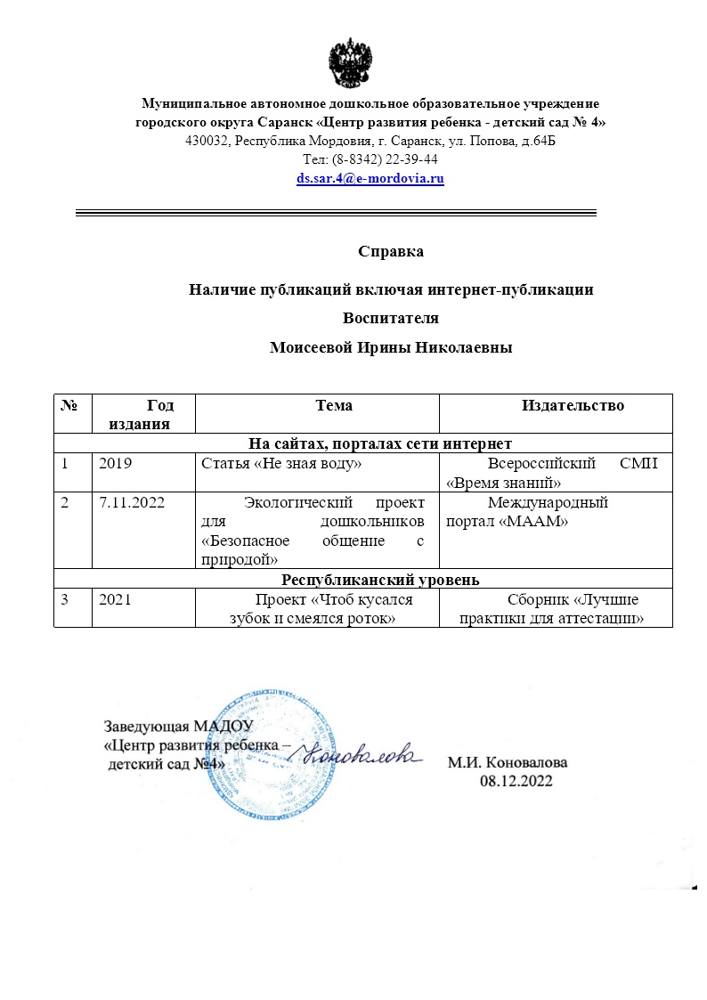 Муниципальное автономное дошкольное образовательное учреждение
городского округа Саранск «Центр развития ребенка - детский сад № 4»
430032, Республика Мордовия, г. Саранск, ул. Попова, д.64Б
Тел: (8-8342) 22-39-44
ds.sar.4@e-mordovia.ru
Справка
Наличие публикаций включая интернет-публикации
Воспитателя
Моисеевой Ирины Николаевны
№ Год издания Тема Издательство
На сайтах, порталах сети интернет
1 2019 Статья «Не зная воду» Всероссийский СМИ
«Время знаний»
2 7.11.2022 Экологический проект Международный
для дошкольников портал «МААМ»
«Безопасное общение с
природой»
Республиканский уровень
3 2021 Проект «Чтоб кусался Сборник «Лучшие
зубок и смеялся роток» практики для аттестации»
Заведующая МАДОУ
«Центр развития ребенка –
детский сад №4» Коновалова М.И. Коновалова
08.12.2022